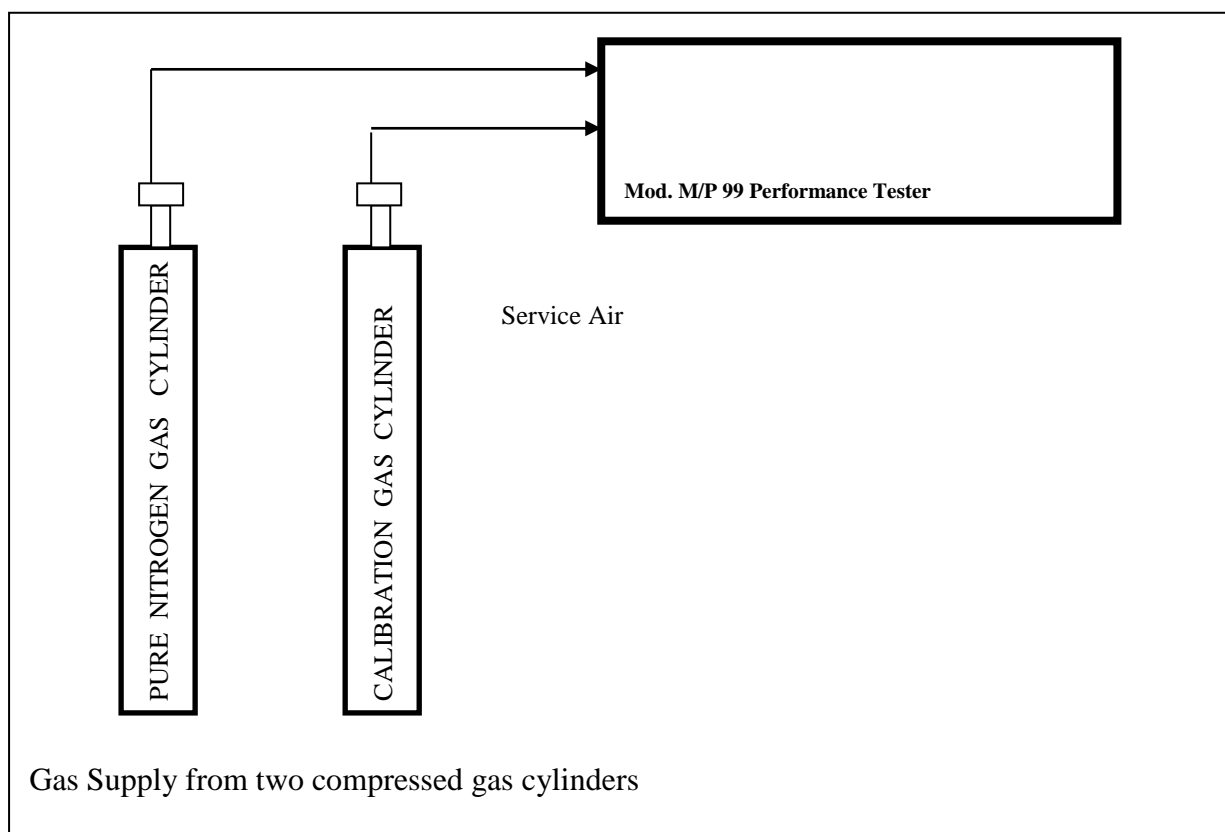 Mod. M/P 99 Performance Tester
PURE NITROGEN GAS CYLINDER
CALIBRATION GAS CYLINDER
Service Air
Gas Supply from two compressed gas cylinders